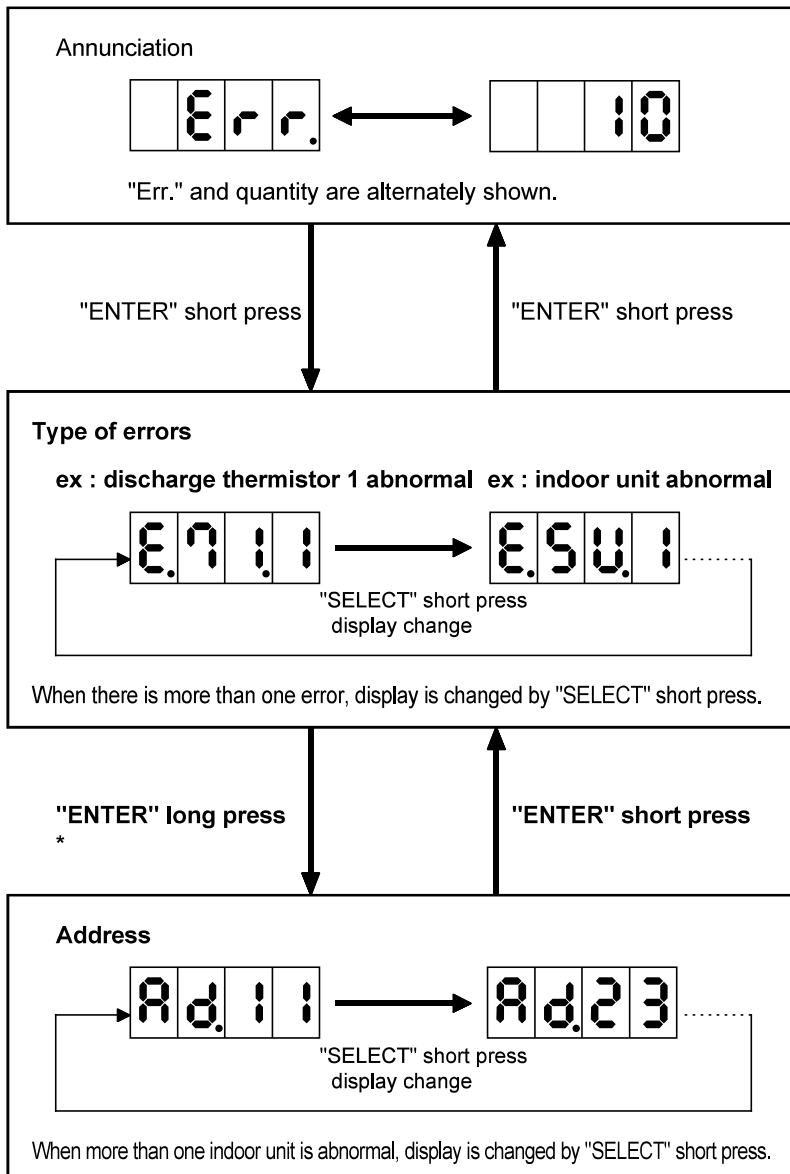 Annunciation
Err. 10
"Err." and quantity are alternately shown.
"ENTER" short press "ENTER" short press
Type of errors
ex : discharge thermistor 1 abnormal ex : indoor unit abnormal
E.71.1 E.5U.1
"SELECT" short press
display change
When there is more than one error, display is changed by "SELECT" short press.
"ENTER" long press "ENTER" short press
*
Address
Ad.11 Ad.23
"SELECT" short press
display change
When more than one indoor unit is abnormal, display is changed by "SELECT" short press.